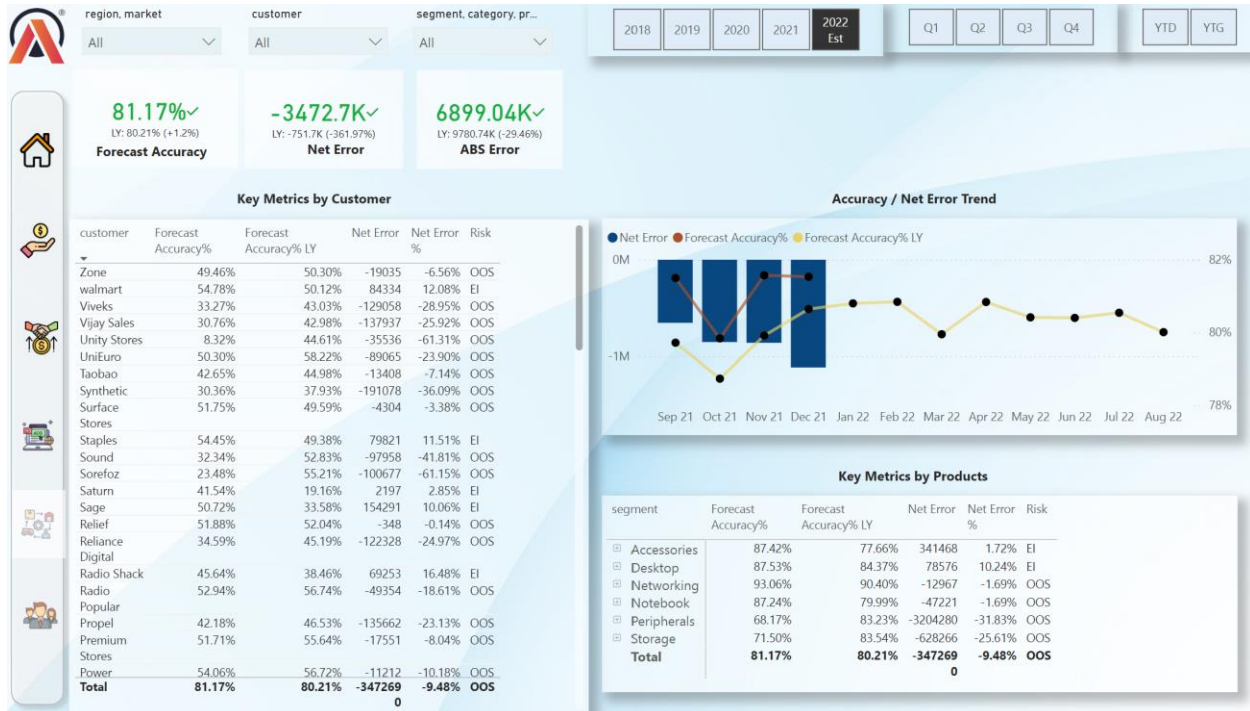 region, market
customer
segment, category, pr...
All
All
All
2018
2019
2020
2021
2022
Est
Q1
Q2
Q3
Q4
YTD
YTG
81.17%
LY: 80.21% (+1.2%)
Forecast Accuracy
-3472.7K
LY: -751.7K (-361.97%)
Net Error
6899.04K
LY: 9780.74K (-29.46%)
ABS Error
Key Metrics by Customer
customer Forecast Forecast Net Error Net Error Risk
Accuracy% Accuracy% LY %
Zone 49.46% 50.30% -19035 -6.56% OOS
walmart 54.78% 50.12% 84334 12.08% EI
Viveks 33.27% 43.03% -129058 -28.95% OOS
Vijay Sales 30.76% 42.98% -137937 -25.92% OOS
Unity Stores 8.32% 44.61% -35536 -61.31% OOS
UniEuro 50.30% 58.22% -89065 -23.90% OOS
Taobao 42.65% 44.98% -13408 -7.14% OOS
Synthetic 30.36% 37.93% -191078 -36.09% OOS
Surface 51.75% 49.59% -4304 -3.38% OOS
Stores
Staples 54.45% 49.38% 79821 11.51% EI
Sound 32.34% 52.83% -97958 -41.81% OOS
Sorefoz 23.48% 55.21% -100677 -61.15% OOS
Saturn 41.54% 19.16% 2197 2.85% EI
Sage 50.72% 33.58% 154291 10.06% EI
Relief 51.88% 52.04% -348 -0.14% OOS
Reliance 34.59% 45.19% -122328 -24.97% OOS
Digital
Radio Shack 45.64% 38.46% 69253 16.48% EI
Radio 52.94% 56.74% -49354 -18.61% OOS
Popular
Propel 42.18% 46.53% -135662 -23.13% OOS
Premium 51.71% 55.64% -17551 -8.04% OOS
Stores
Power 54.06% 56.72% -11212 -10.18% OOS
Total 81.17% 80.21% -347269 -9.48% OOS
0
Accuracy / Net Error Trend
Net Error Forecast Accuracy% Forecast Accuracy% LY
0M
-1M
82%
80%
78%
Sep 21 Oct 21 Nov 21 Dec 21 Jan 22 Feb 22 Mar 22 Apr 22 May 22 Jun 22 Jul 22 Aug 22
Key Metrics by Products
segment Forecast Forecast Net Error Net Error Risk
Accuracy% Accuracy% LY %
Accessories 87.42% 77.66% 341468 1.72% EI
Desktop 87.53% 84.37% 78576 10.24% EI
Networking 93.06% 90.40% -12967 -1.69% OOS
Notebook 87.24% 79.99% -47221 -1.69% OOS
Peripherals 68.17% 83.23% -3204280 -31.83% OOS
Storage 71.50% 83.54% -628266 -25.61% OOS
Total 81.17% 80.21% -347269 -9.48% OOS
0